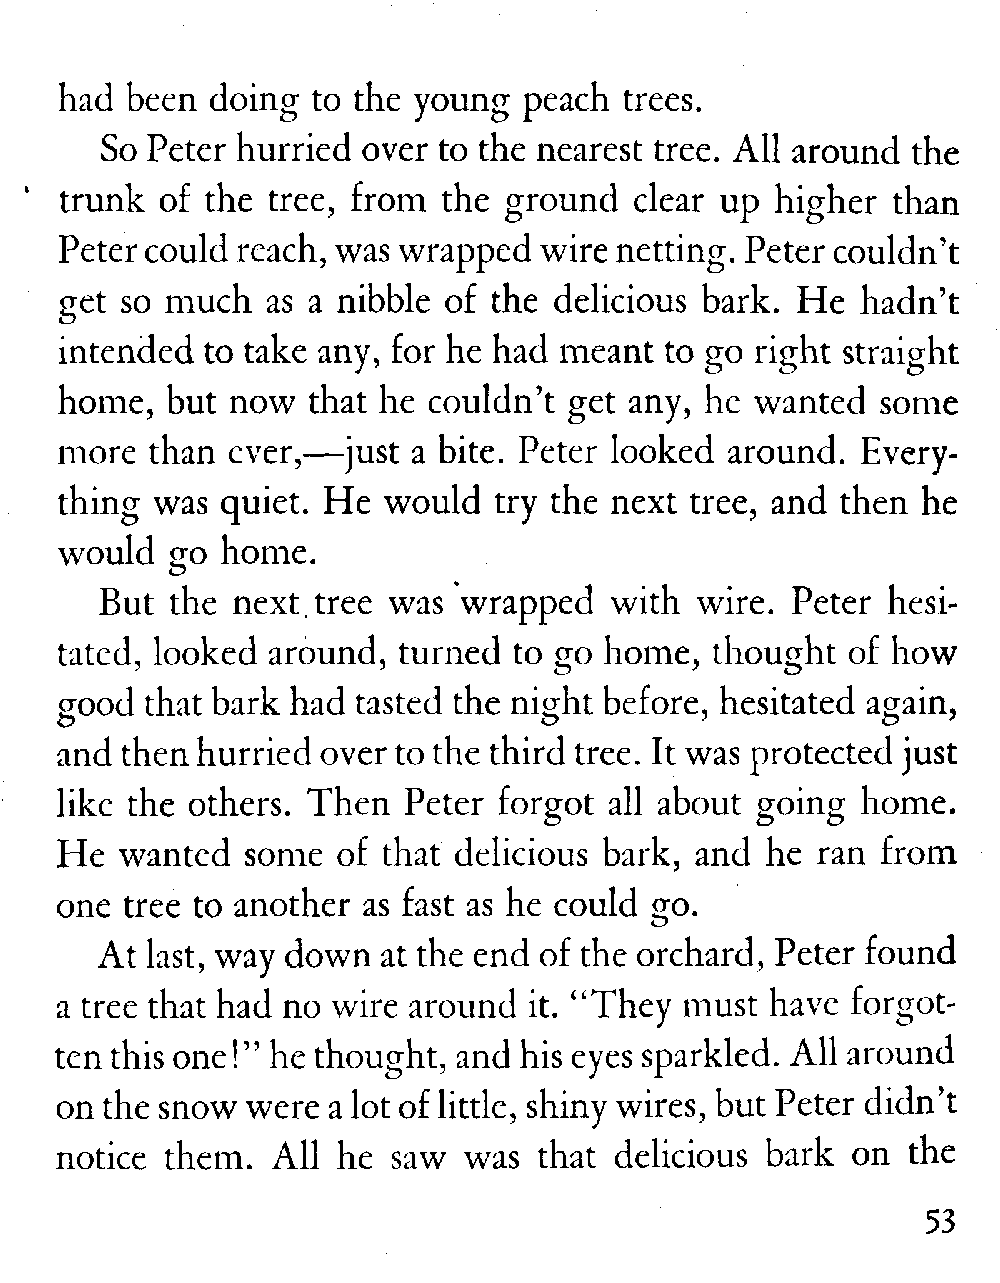 had been doing to the young peach trees.
So Peter hurried over to the nearest tree. All around the
trunk of the tree, from the ground clear up higher than
Peter could reach, was wrapped wire netting. Peter couldn't
get so much as a nibble of the delicious bark. He hadn't
intended to take any, for he had meant to go right straight
home, but now that he couldn't get any, he wanted some
more than ever,—just a bite. Peter looked around. Every-
thing was quiet. He would try the next tree, and then he
would go home.
But the next tree was wrapped with wire. Peter hesi-
tated, looked around, turned to go home, thought of how
good that bark had tasted the night before, hesitated again,
and then hurried over to the third tree. It was protected just
like the others. Then Peter forgot all about going home.
He wanted some of that delicious bark, and he ran from
one tree to another as fast as he could go.
At last, way down at the end of the orchard, Peter found
a tree that had no wire around it. "They must have forgot-
ten this one!" he thought, and his eyes sparkled. All around
on the snow were a lot of little, shiny wires, but Peter didn't
notice them. All he saw was that delicious bark on the
53